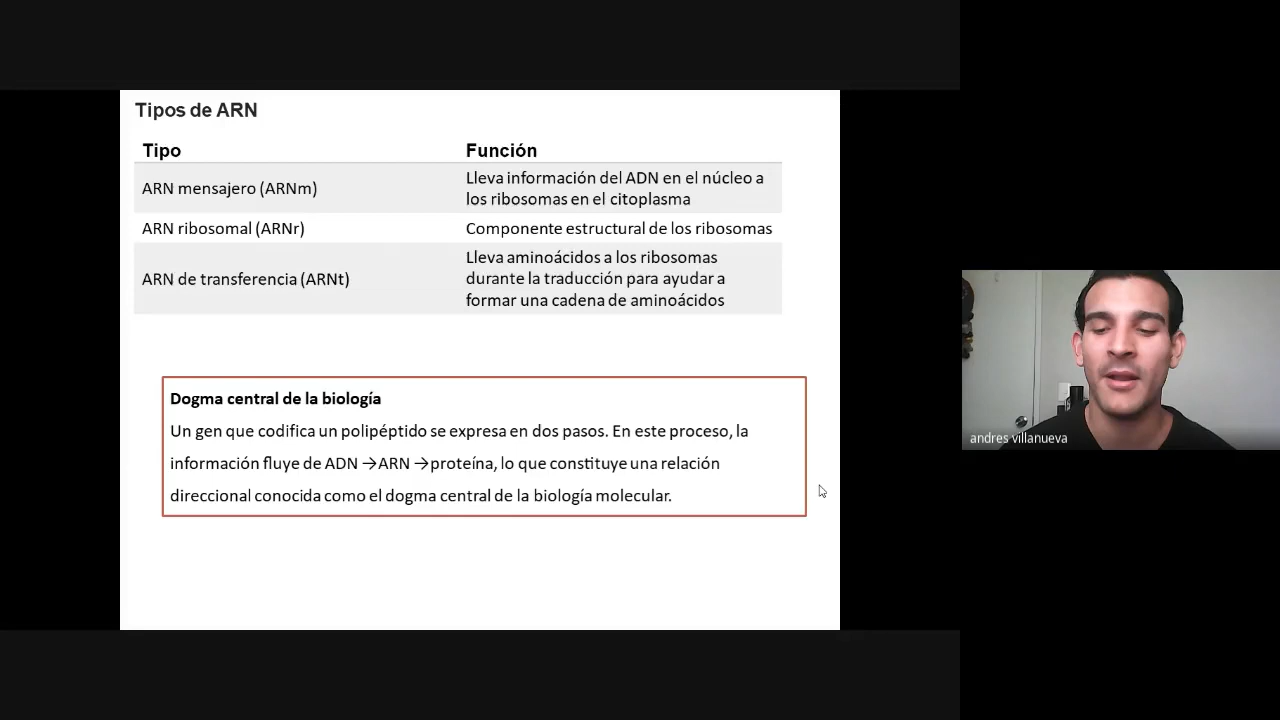 Tipos de ARN
Tipo
Función
ARN mensajero (ARNm)
Lleva información del ADN en el núcleo a
los ribosomas en el citoplasma
ARN ribosomal (ARNr)
Componente estructural de los ribosomas
ARN de transferencia (ARNt)
Lleva aminoácidos a los ribosomas
durante la traducción para ayudar a
formar una cadena de aminoácidos
Dogma central de la biología
Un gen que codifica un polipéptido se expresa en dos pasos. En este proceso, la
información fluye de ADN →ARN →proteína, lo que constituye una relación
direccional conocida como el dogma central de la biología molecular.
andres villanueva